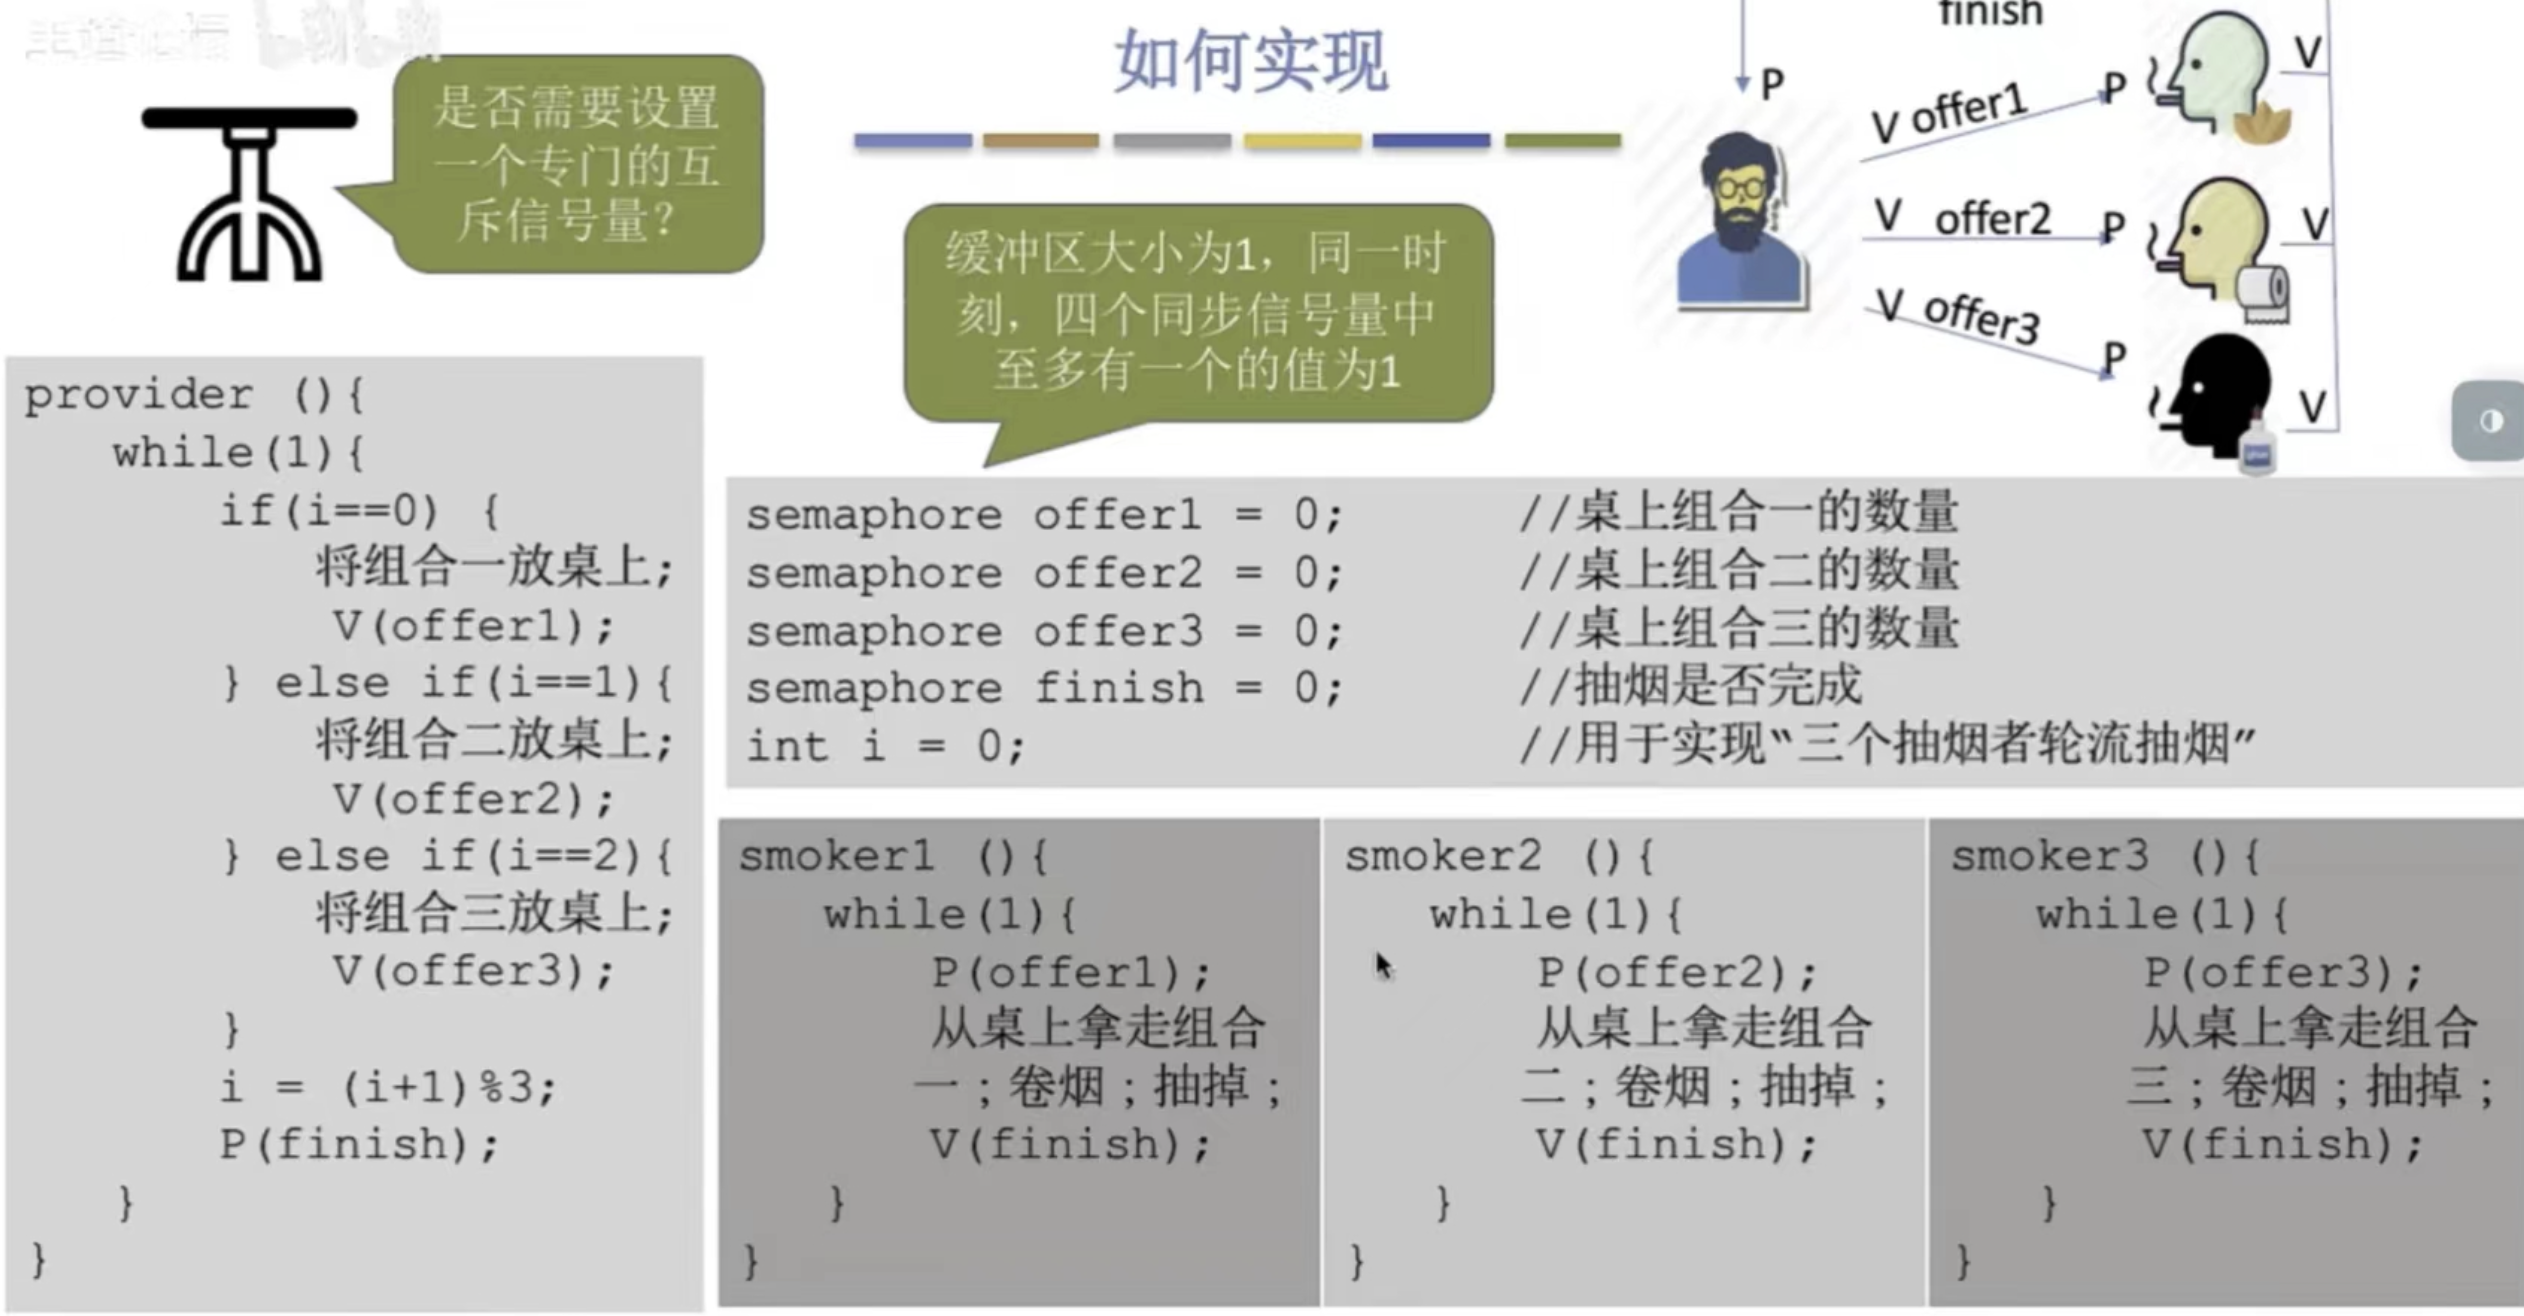 如何实现
是否需要设置
一个专门的互
斥信号量？
缓冲区大小为1，同一时
刻，四个同步信号量中
至多有一个的值为1
finish
P
V offer1 P
V
V offer2 P
V
V offer3 P
V
provider (){
while(1){
if(i==0) {
将组合一放桌上;
V(offer1);
} else if(i==1){
将组合二放桌上;
V(offer2);
} else if(i==2){
将组合三放桌上;
V(offer3);
}
i = (i+1)%3;
P(finish);
}
}
semaphore offer1 = 0; //桌上组合一的数量
semaphore offer2 = 0; //桌上组合二的数量
semaphore offer3 = 0; //桌上组合三的数量
semaphore finish = 0; //抽烟是否完成
int i = 0; //用于实现“三个抽烟者轮流抽烟”
smoker1 (){
while(1){
P(offer1);
从桌上拿走组合
一；卷烟；抽掉；
V(finish);
}
}
smoker2 (){
while(1){
P(offer2);
从桌上拿走组合
二；卷烟；抽掉；
V(finish);
}
}
smoker3 (){
while(1){
P(offer3);
从桌上拿走组合
三；卷烟；抽掉；
V(finish);
}
}